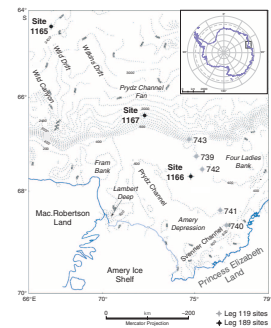 64°
S
Site
1165
Wild Drift
Wilkins Drift
Wild Canyon
66°
Prydz Channel
Fan
Site
1167
743
739
742
Site
1166
Four Ladies
Bank
Fram
Bank
Prydz Channel
Lambert
Deep
68°
Mac.Robertson
Land
741
740
Amery
Depression
Svenner Channel
Princess Elizabeth Land
Amery Ice
Shelf
70°
66°E
70°
75°
79°
0
km
200
Mercator Projection
Leg 119 sites
Leg 189 sites